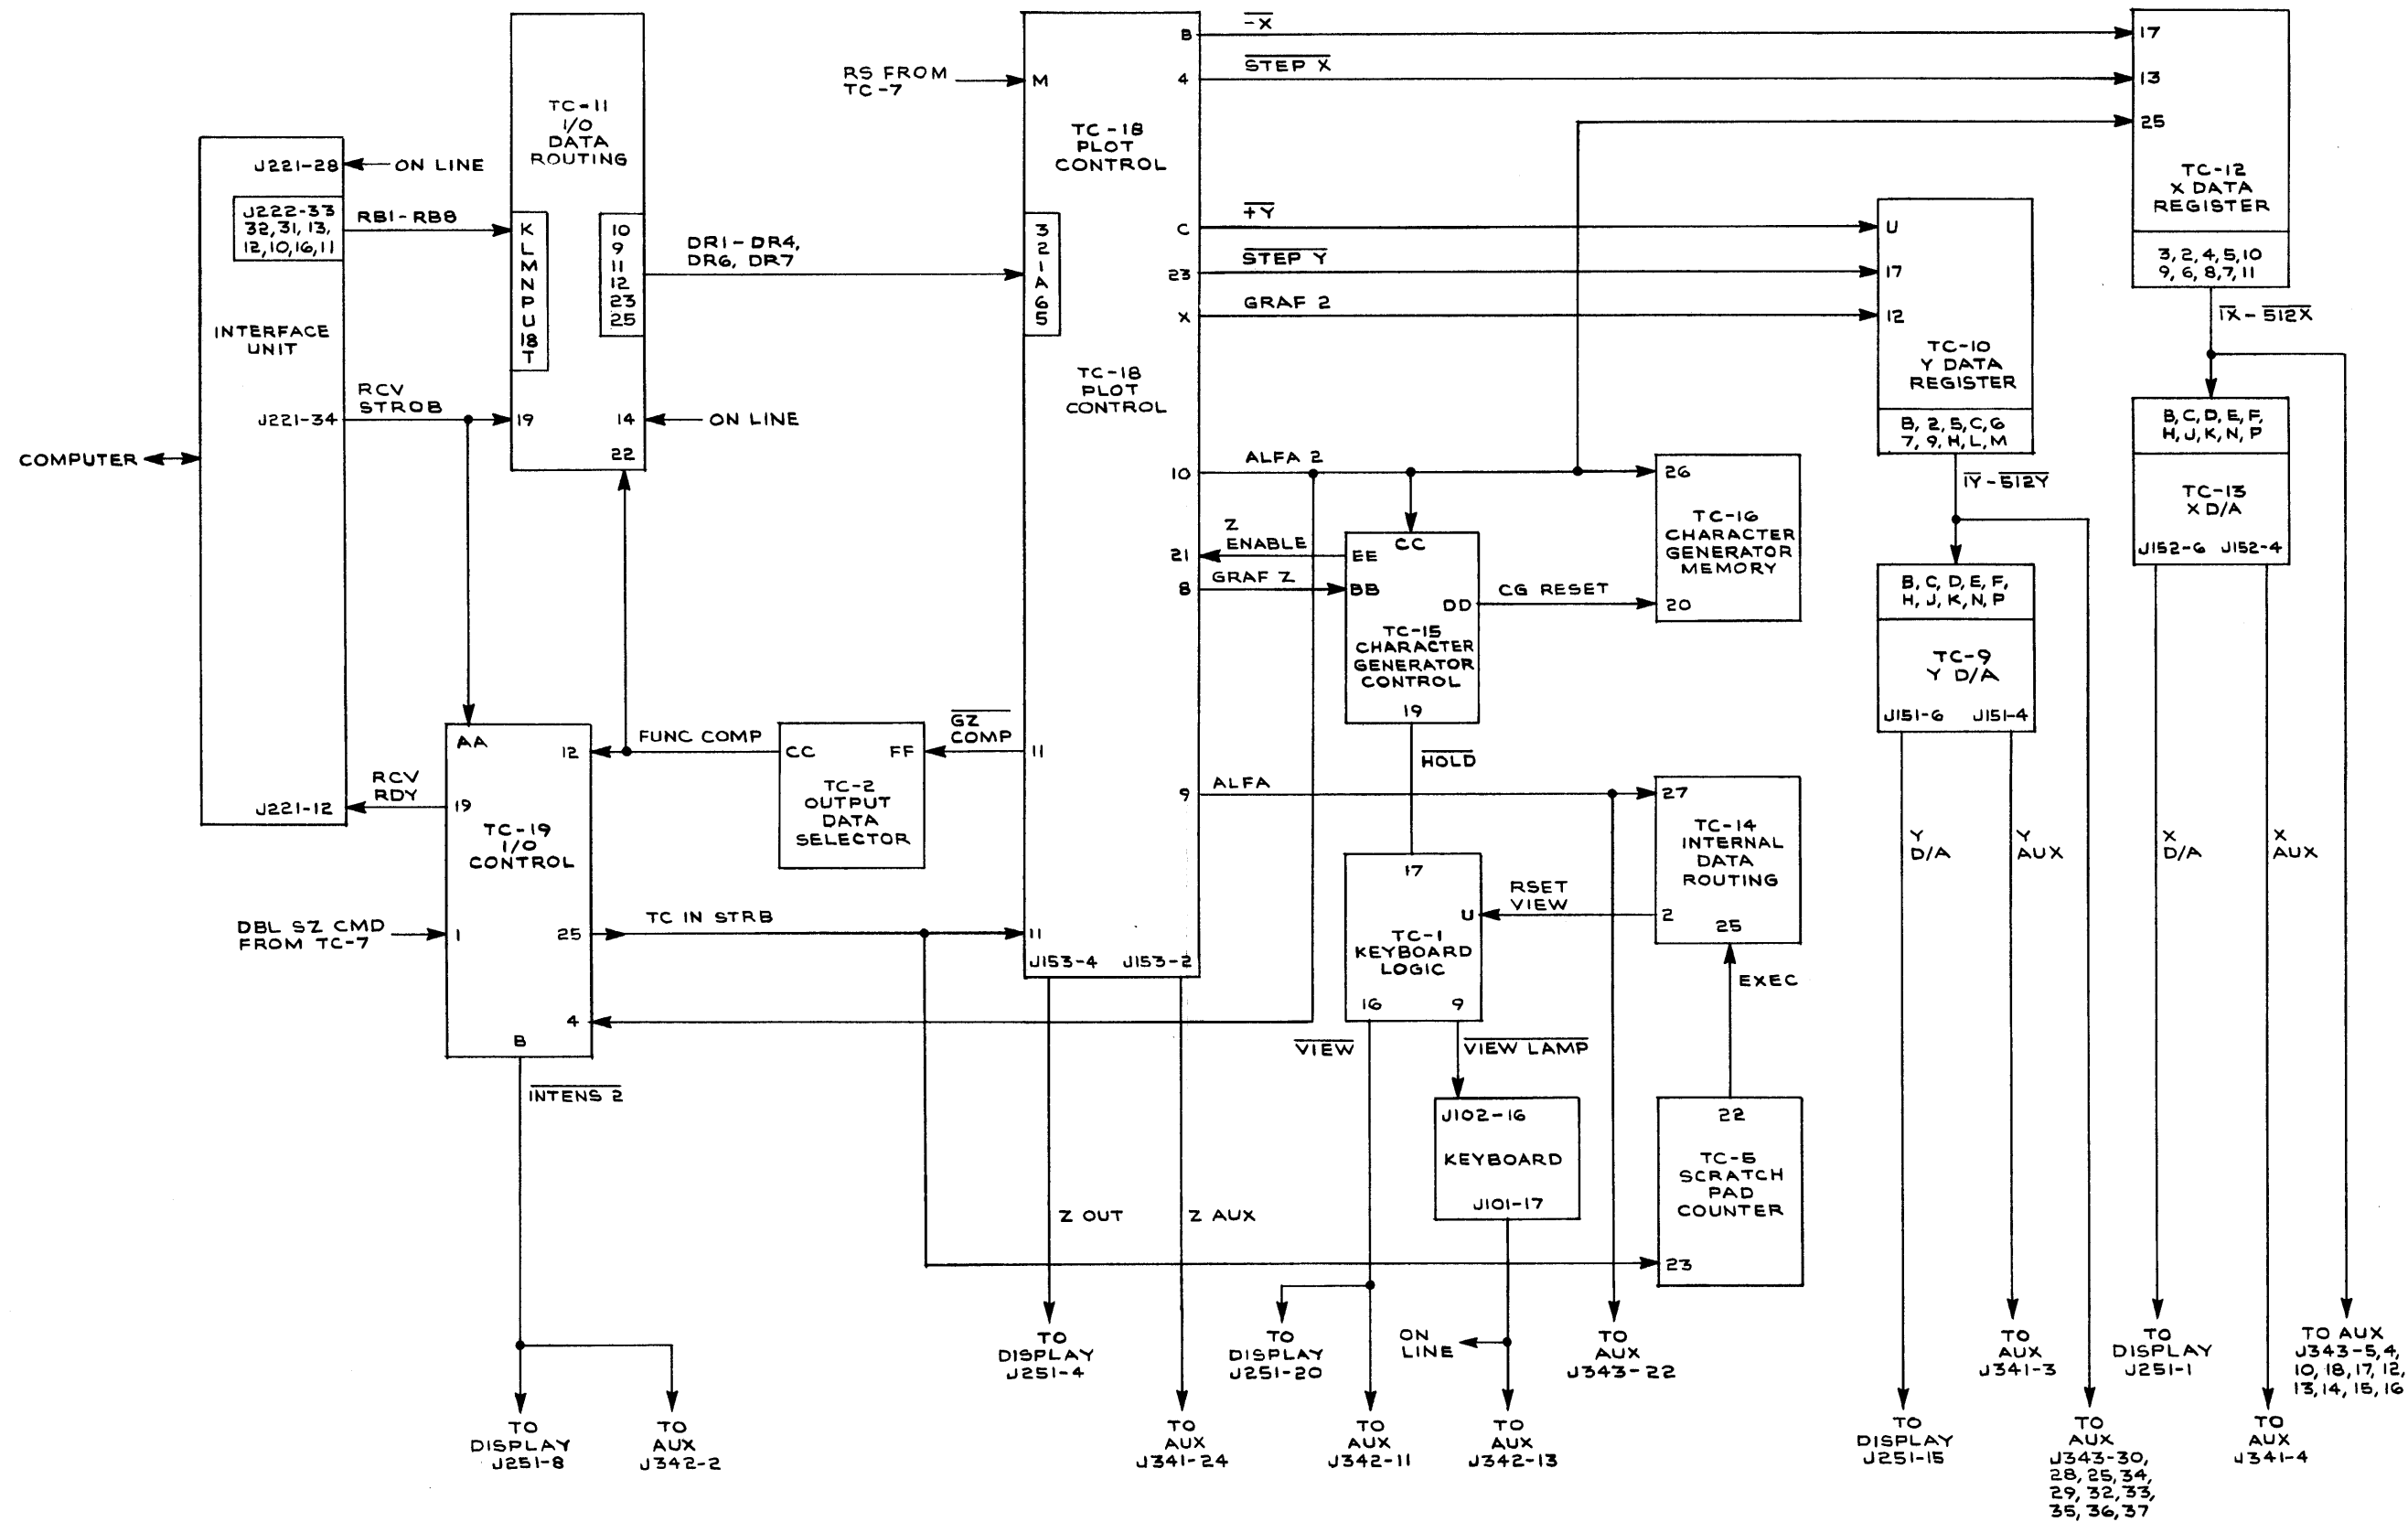 COMPUTER
J221-28
ON LINE
J222-33
32, 31, 13,
12, 10, 16, 11
RB1-RB8
INTERFACE
UNIT
RCV
STROB
J221-34
RCV
RDY
J221-12
TC-11
I/O
DATA
ROUTING
K
L
M
N
P
U
18
T
10
9
11
12
23
25
19
14
22
ON LINE
DR1-DR4,
DR6, DR7
RS FROM
TC-7
M
TC-18
PLOT
CONTROL
3
2
1
A
6
5
TC-18
PLOT
CONTROL
B
4
C
23
X
10
21
8
11
9
11
J153-4
J153-2
-X
STEP X
+Y
STEP Y
GRAF 2
ALFA 2
Z
ENABLE
GRAF Z
ALFA
GZ
COMP
FUNC COMP
CC
FF
TC-2
OUTPUT
DATA
SELECTOR
AA
12
19
TC-19
I/O
CONTROL
DBL SZ CMD
FROM TC-7
1
25
TC IN STRB
4
B
INTENS 2
TO
DISPLAY
J251-8
TO
AUX
J342-2
Z OUT
TO
DISPLAY
J251-4
Z AUX
TO
AUX
J341-24
CC
EE
BB
DD
TC-15
CHARACTER
GENERATOR
CONTROL
19
CG RESET
26
TC-16
CHARACTER
GENERATOR
MEMORY
20
HOLD
17
U
TC-1
KEYBOARD
LOGIC
16
9
RSET
VIEW
27
TC-14
INTERNAL
DATA
ROUTING
2
25
EXEC
VIEW
VIEW LAMP
J102-16
KEYBOARD
J101-17
22
TC-5
SCRATCH
PAD
COUNTER
23
TO
DISPLAY
J251-20
TO
AUX
J342-11
ON
LINE
TO
AUX
J342-13
TO
AUX
J343-22
U
17
12
TC-10
Y DATA
REGISTER
B, 2, 5, C, 6
7, 9, H, L, M
1Y-512Y
B, C, D, E, F,
H, J, K, N, P
TC-9
Y D/A
J151-6
J151-4
Y
D/A
Y
AUX
TO
DISPLAY
J251-15
TO
AUX
J341-3
TO
AUX
J343-30,
28, 25, 34,
29, 32, 33,
35, 36, 37
17
13
25
TC-12
X DATA
REGISTER
3, 2, 4, 5, 10
9, 6, 8, 7, 11
1X-512X
B, C, D, E, F,
H, J, K, N, P
TC-13
X D/A
J152-6
J152-4
X
D/A
X
AUX
TO
DISPLAY
J251-1
TO
AUX
J341-4
TO AUX
J343-5, 4,
10, 18, 17, 12,
13, 14, 15, 16